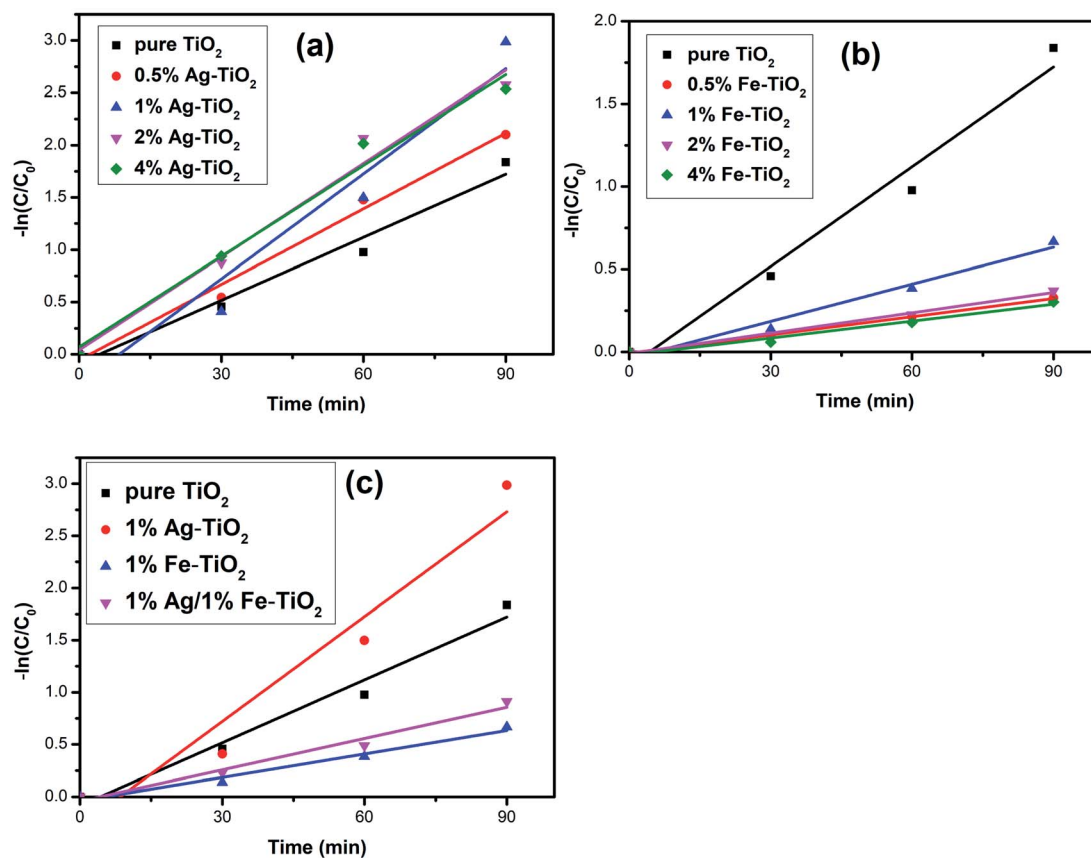 (a)
pure TiO₂
0.5% Ag-TiO₂
1% Ag-TiO₂
2% Ag-TiO₂
4% Ag-TiO₂
3.0
2.5
2.0
1.5
1.0
0.5
0.0
-ln(C/C₀)
0 30 60 90
Time (min)
(b)
pure TiO₂
0.5% Fe-TiO₂
1% Fe-TiO₂
2% Fe-TiO₂
4% Fe-TiO₂
2.0
1.5
1.0
0.5
0.0
-ln(C/C₀)
0 30 60 90
Time (min)
(c)
pure TiO₂
1% Ag-TiO₂
1% Fe-TiO₂
1% Ag/1% Fe-TiO₂
3.0
2.5
2.0
1.5
1.0
0.5
0.0
-ln(C/C₀)
0 30 60 90
Time (min)